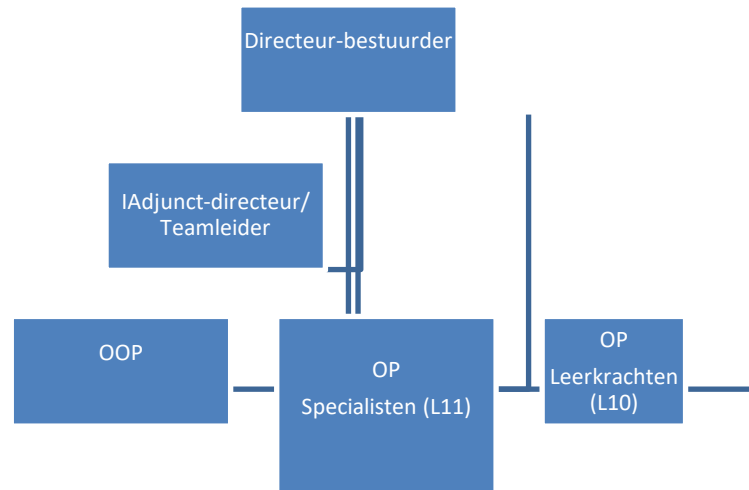 Directeur-bestuurder
IAdjunct-directeur/
Teamleider
OOP
OP
Specialisten (L11)
OP
Leerkrachten
(L10)